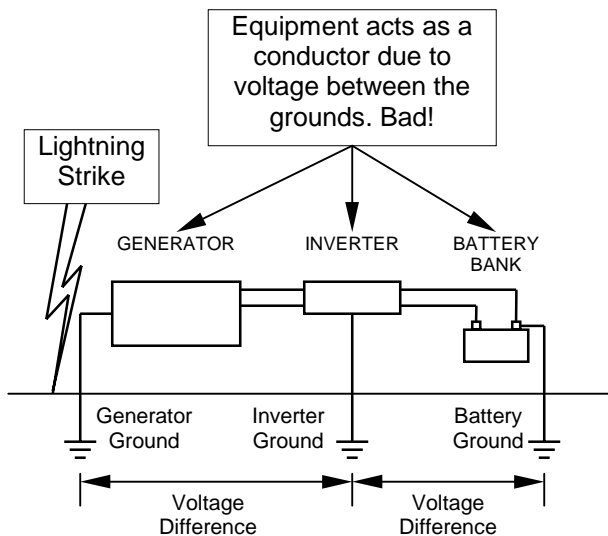 Equipment acts as a
conductor due to
voltage between the
grounds. Bad!
Lightning
Strike
GENERATOR
INVERTER
BATTERY
BANK
Generator
Ground
Inverter
Ground
Battery
Ground
Voltage
Difference
Voltage
Difference